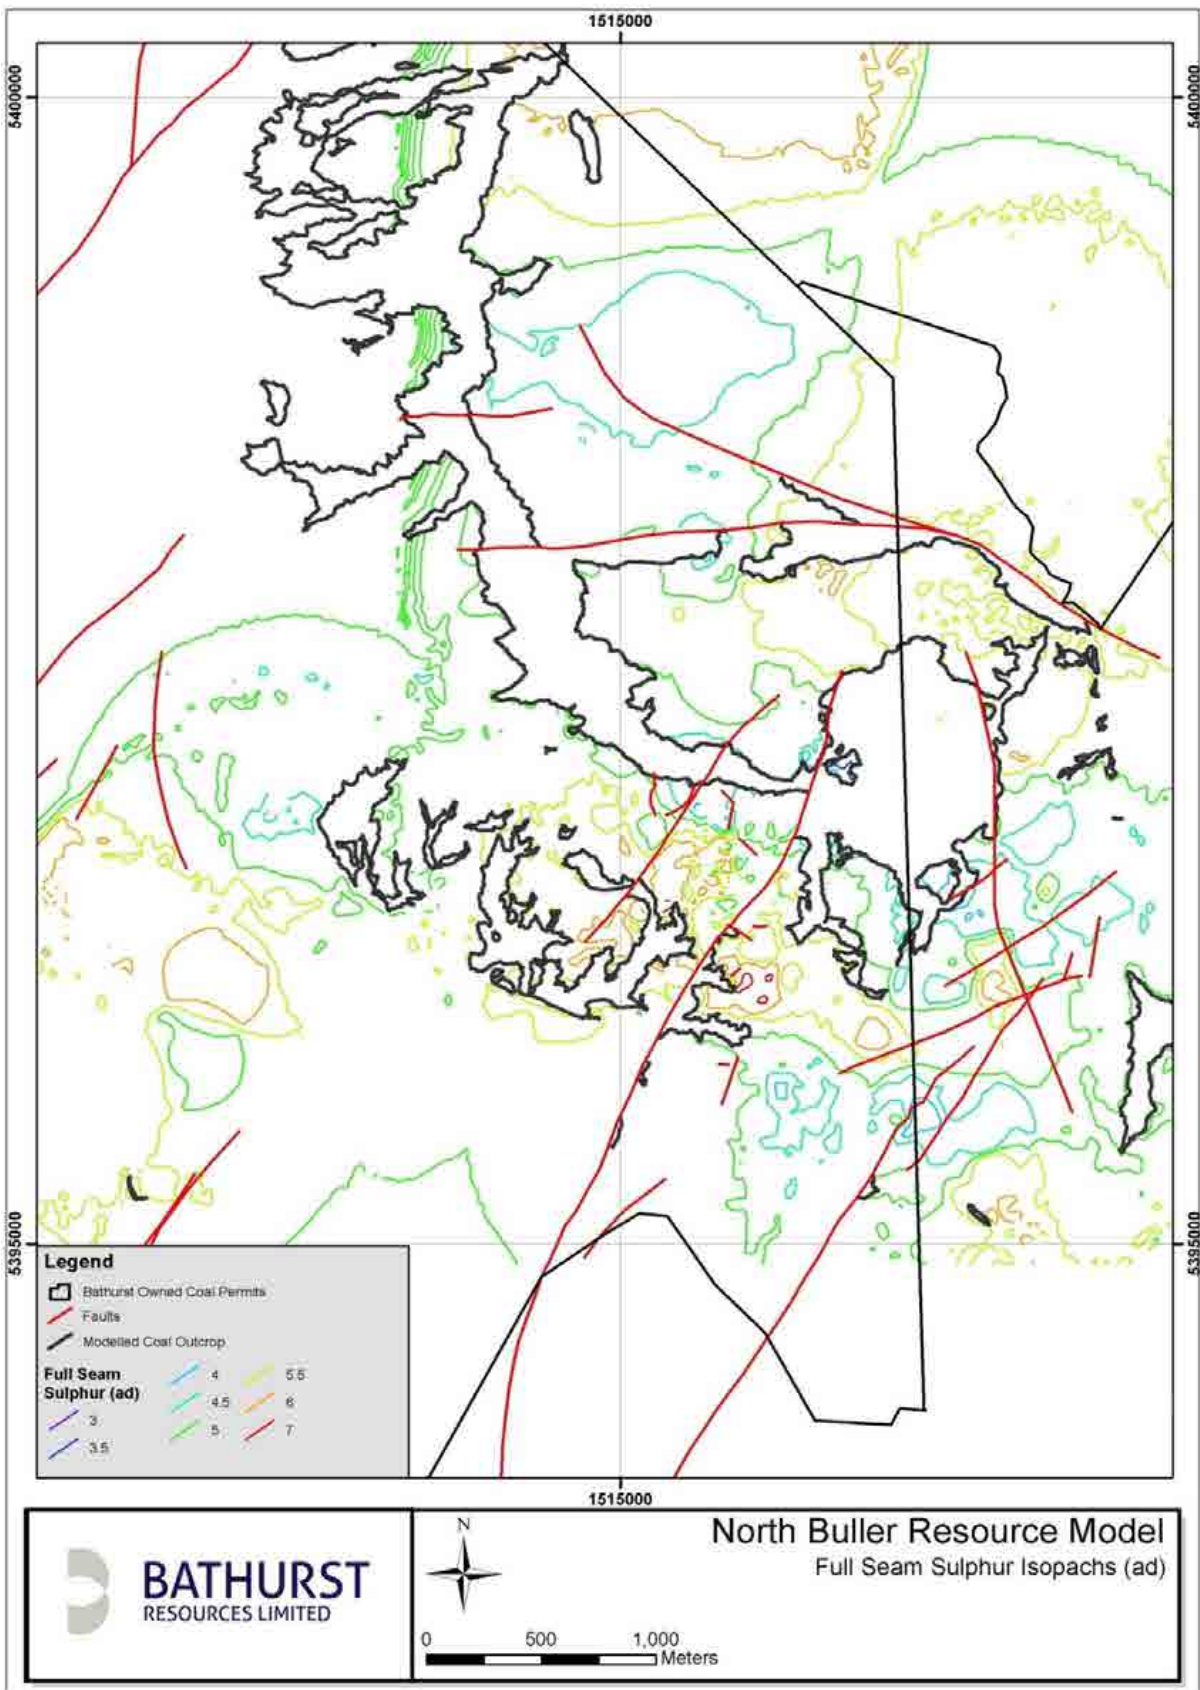 1515000
5400000
5400000
5395000
5395000
Legend
Bathurst Owned Coal Permits
Faults
Modelled Coal Outcrop
Full Seam
Sulphur (ad)
3
3.5
4
4.5
5
5.5
6
7
1515000
BATHURST
RESOURCES LIMITED
N
0 500 1,000
Meters
North Buller Resource Model
Full Seam Sulphur Isopachs (ad)